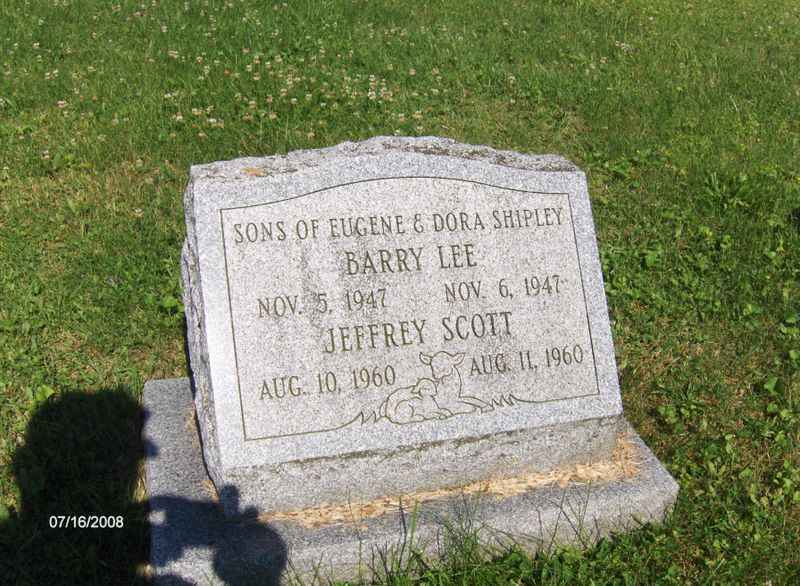 SONS OF EUGENE & DORA SHIPLEY
BARRY LEE
NOV. 5, 1947 NOV. 6, 1947
JEFFREY SCOTT
AUG. 10, 1960 AUG. 11, 1960
07/16/2008